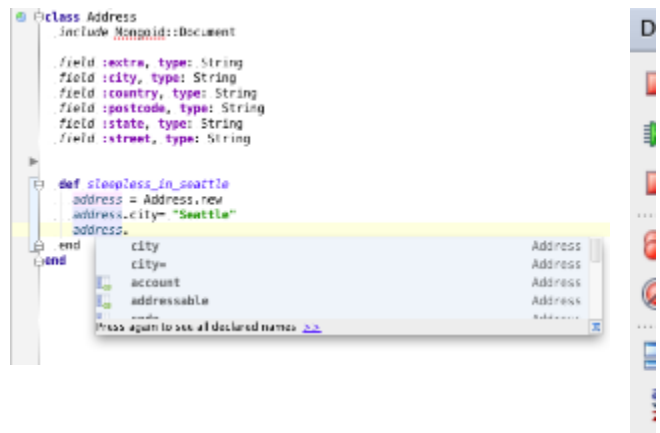 class Address
include Mongoid::Document
field :extra, type: String
field :city, type: String
field :country, type: String
field :postcode, type: String
field :state, type: String
field :street, type: String
def sleepless_in_seattle
address = Address.new
address.city= "Seattle"
address.
end
end
city Address
city= Address
account Address
addressable Address
Address
Press again to see all declared names >>
D